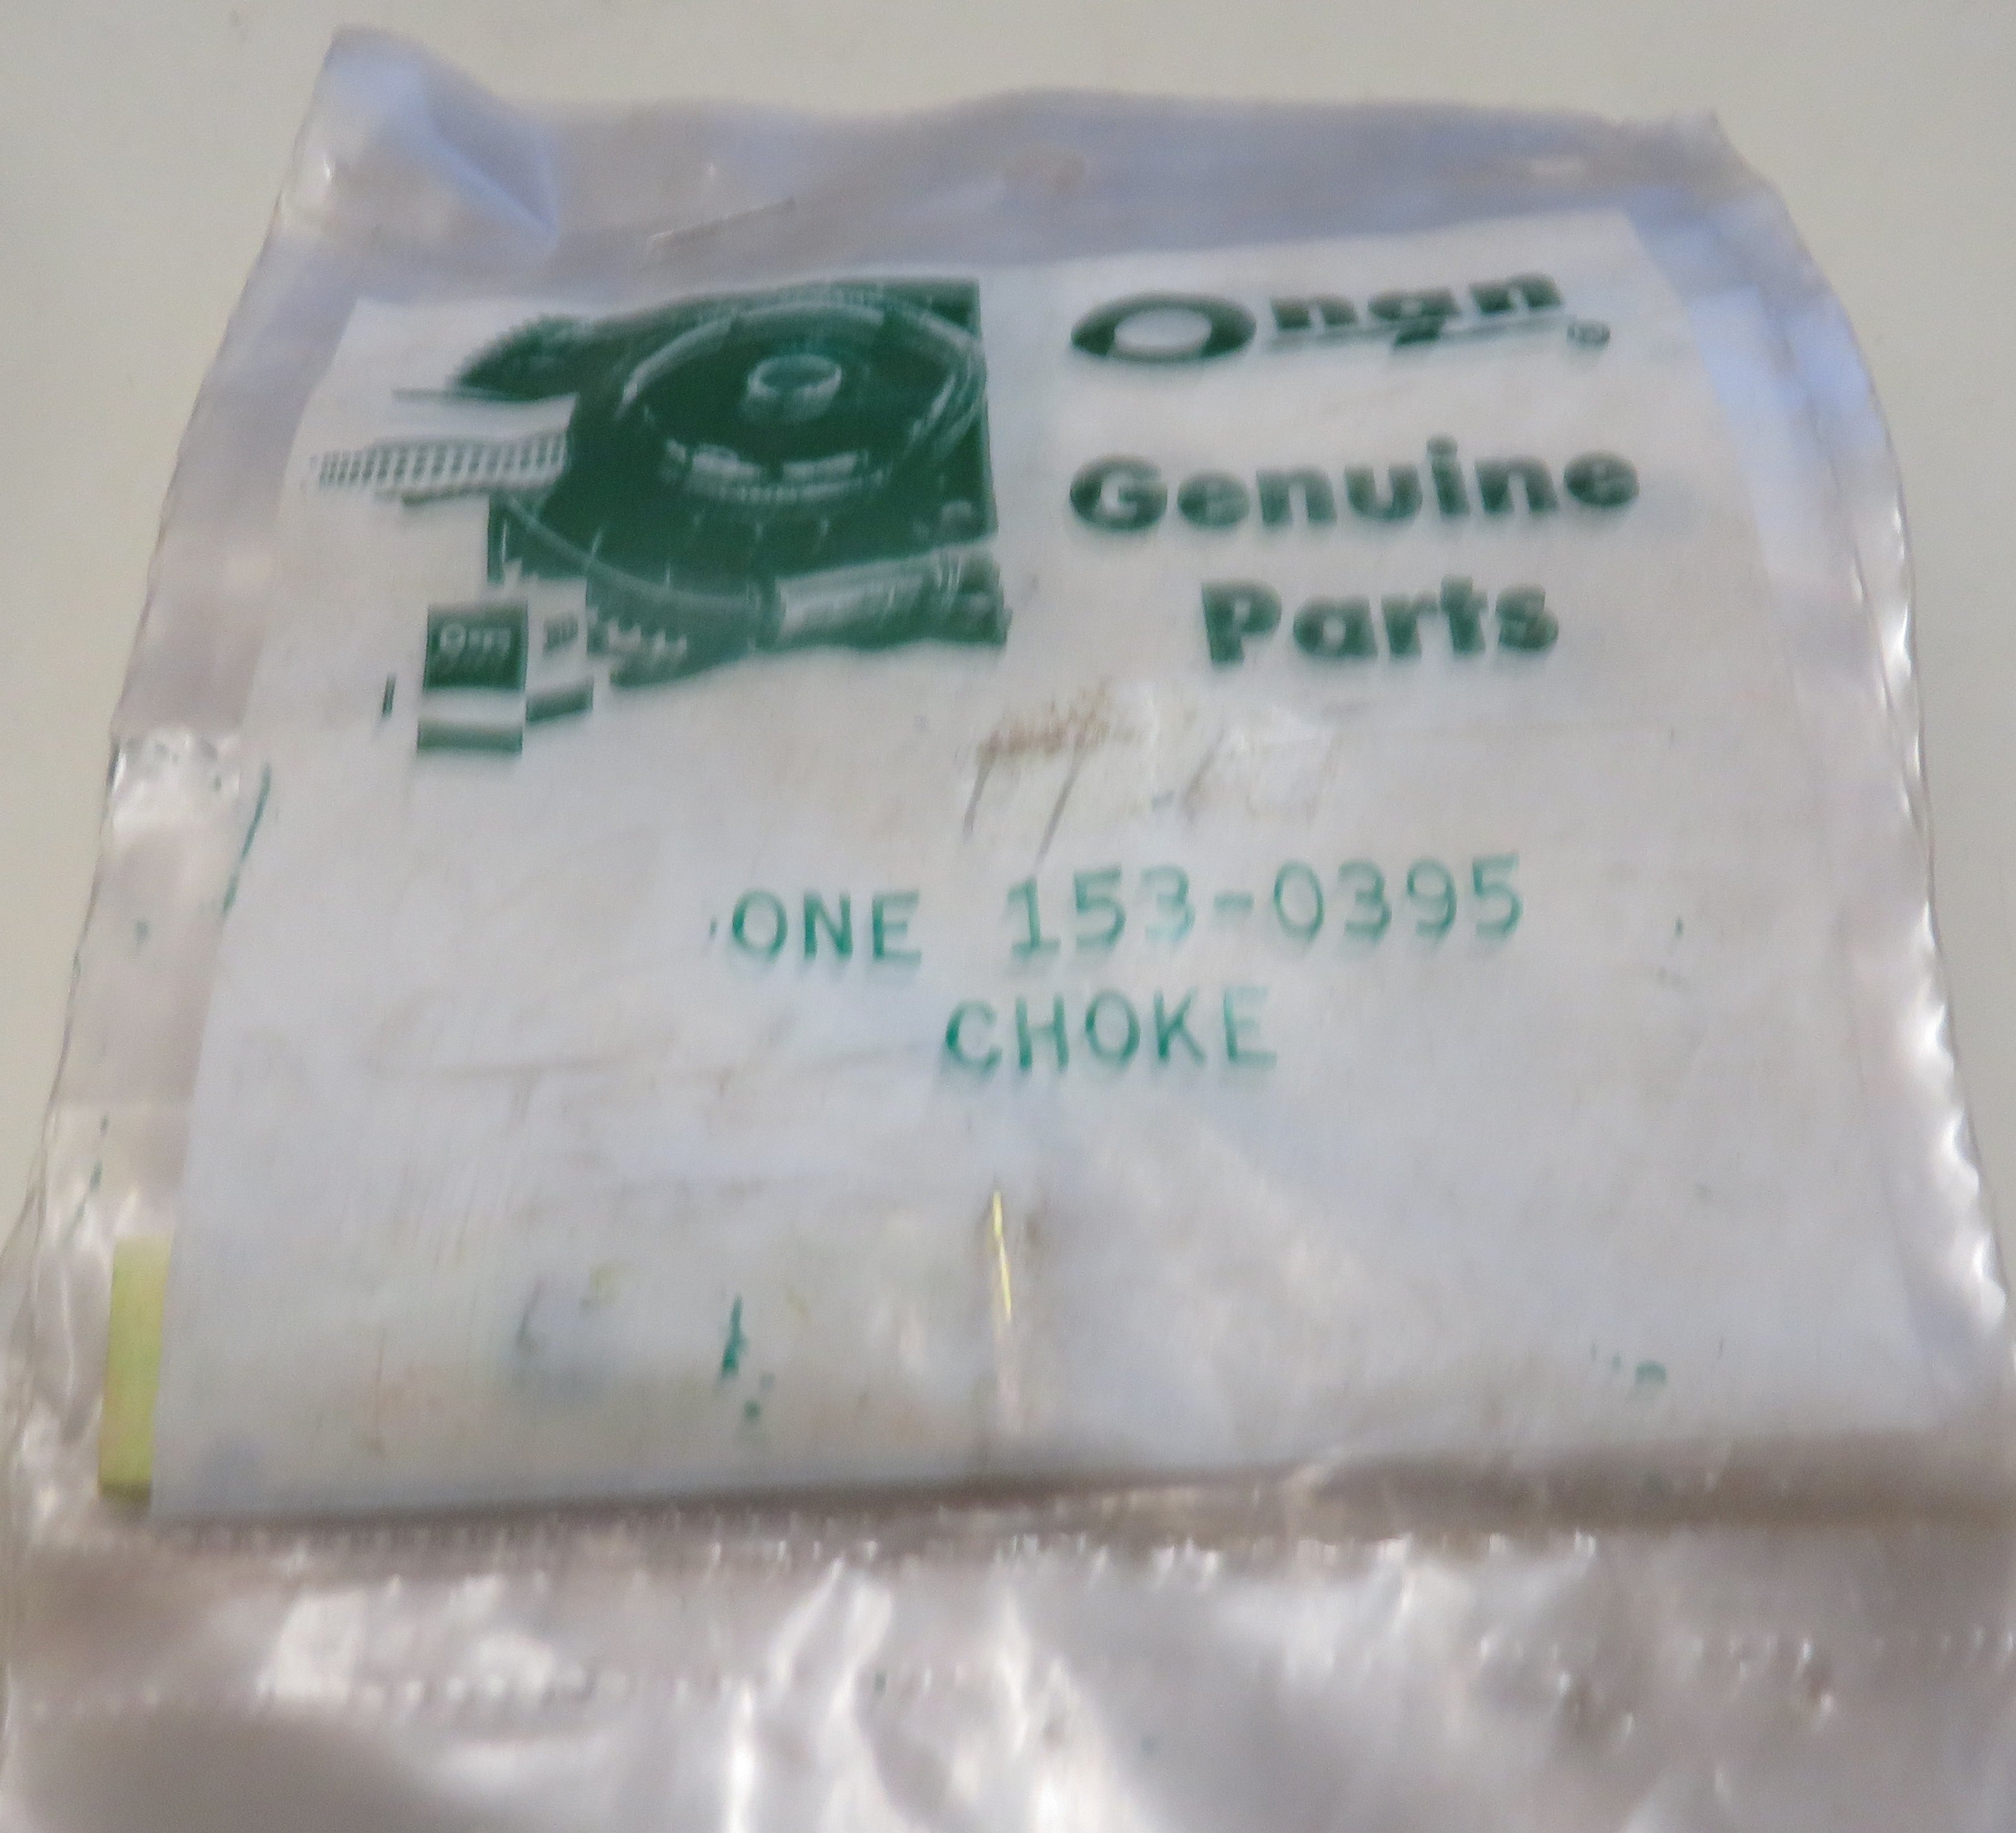 Onan®
Genuine
Parts
ONE 153-0395
CHOKE